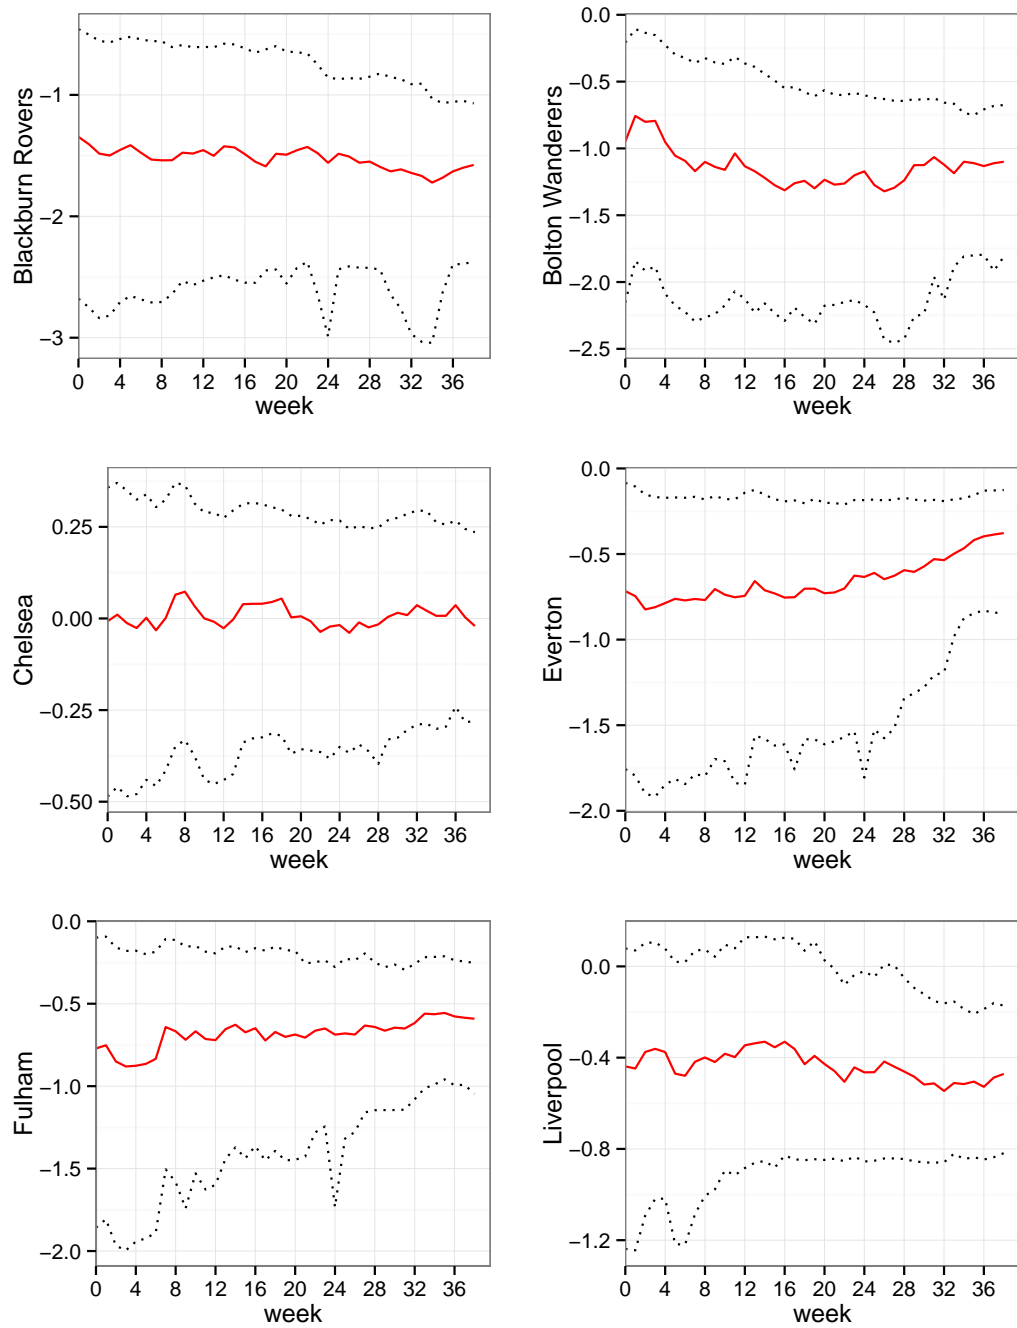 Blackburn Rovers
−1
−2
−3
0 4 8 12 16 20 24 28 32 36
week
Bolton Wanderers
0.0
−0.5
−1.0
−1.5
−2.0
−2.5
0 4 8 12 16 20 24 28 32 36
week
Chelsea
0.25
0.00
−0.25
−0.50
0 4 8 12 16 20 24 28 32 36
week
Everton
0.0
−0.5
−1.0
−1.5
−2.0
0 4 8 12 16 20 24 28 32 36
week
Fulham
0.0
−0.5
−1.0
−1.5
−2.0
0 4 8 12 16 20 24 28 32 36
week
Liverpool
0.0
−0.4
−0.8
−1.2
0 4 8 12 16 20 24 28 32 36
week